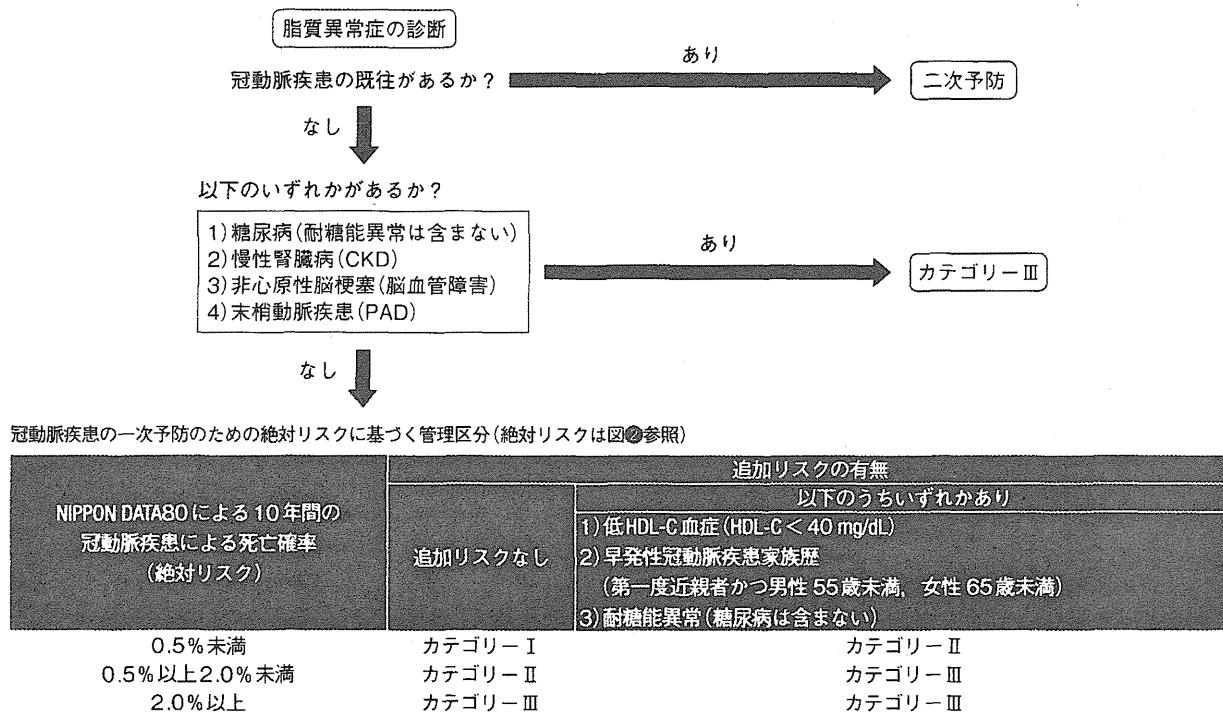 脂質異常症の診断
冠動脈疾患の既往があるか？
あり
二次予防
なし
以下のいずれかがあるか？
1)糖尿病(耐糖能異常は含まない)
2)慢性腎臓病(CKD)
3)非心原性脳梗塞(脳血管障害)
4)末梢動脈疾患(PAD)
あり
カテゴリーⅢ
なし
冠動脈疾患の一次予防のための絶対リスクに基づく管理区分(絶対リスクは図❷参照)
NIPPON DATA80による10年間の
冠動脈疾患による死亡確率
(絶対リスク)
追加リスクの有無
追加リスクなし
以下のうちいずれかあり
1)低HDL-C血症(HDL-C＜40 mg/dL)
2)早発性冠動脈疾患家族歴
(第一度近親者かつ男性55歳未満，女性65歳未満)
3)耐糖能異常(糖尿病は含まない)
0.5％未満 カテゴリーⅠ カテゴリーⅡ
0.5％以上2.0％未満 カテゴリーⅡ カテゴリーⅢ
2.0％以上 カテゴリーⅢ カテゴリーⅢ